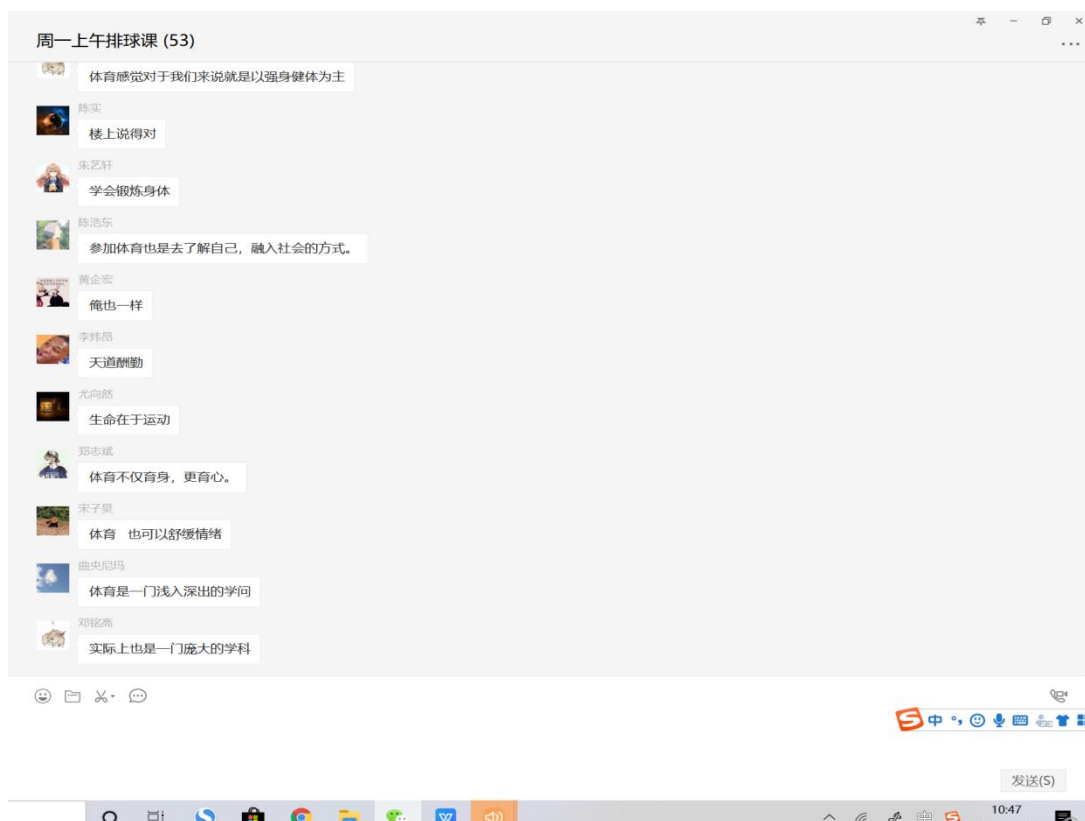 周一上午排球课 (53)
体育感觉对于我们来说就是以强身健体为主
陈实
楼上说得对
朱艺轩
学会锻炼身体
陈浩东
参加体育也是去了解自己，融入社会的方式。
黄企宏
俺也一样
李炜昂
天道酬勤
尤向然
生命在于运动
郑志斌
体育不仅育身，更育心。
宋子昊
体育 也可以舒缓情绪
曲央尼玛
体育是一门浅入深出的学问
邓铭高
实际上也是一门庞大的学科
中
发送(S)
中
10:47